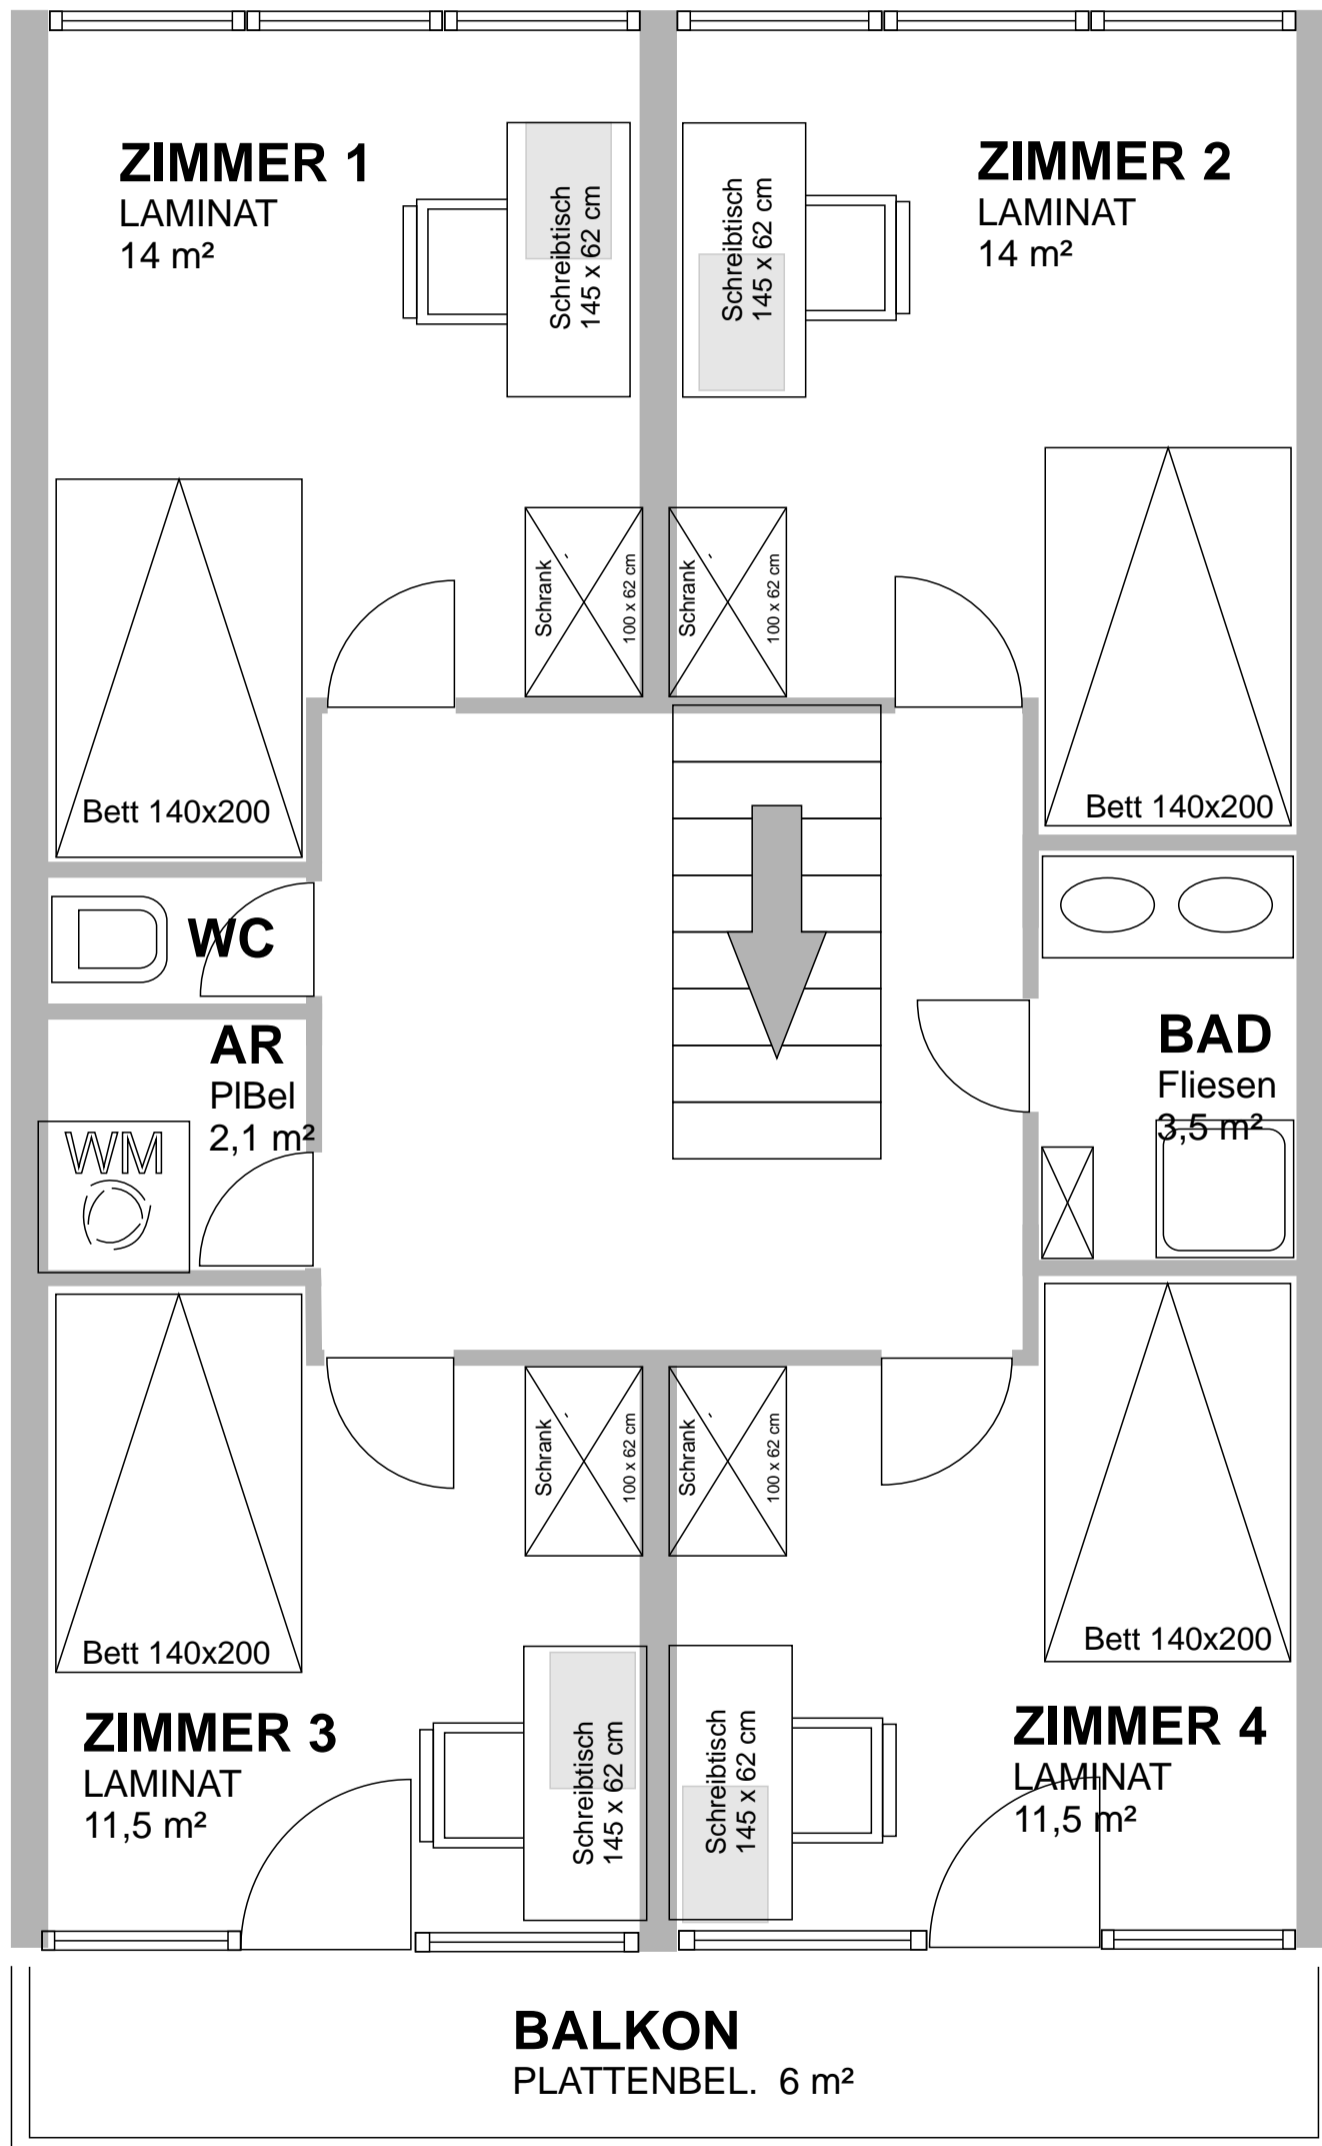 ZIMMER 1
LAMINAT
14 m²
Schreibtisch
145 x 62 cm
Schreibtisch
145 x 62 cm
ZIMMER 2
LAMINAT
14 m²
Schrank
100 x 62 cm
Schrank
100 x 62 cm
Bett 140x200
Bett 140x200
WC
AR
PlBel
2,1 m²
WM
BAD
Fliesen
3,5 m²
Schrank
100 x 62 cm
Schrank
100 x 62 cm
Bett 140x200
Bett 140x200
ZIMMER 3
LAMINAT
11,5 m²
Schreibtisch
145 x 62 cm
Schreibtisch
145 x 62 cm
ZIMMER 4
LAMINAT
11,5 m²
BALKON
PLATTENBEL. 6 m²